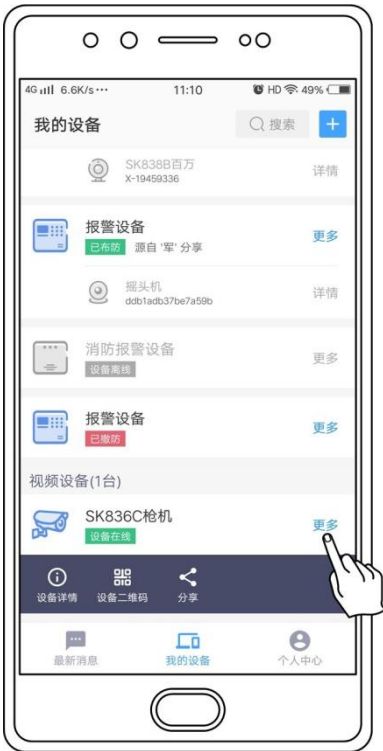 4G 6.6K/s··· 11:10 HD 49%
我的设备 搜索 +
SK838B百万
X-19459336
详情
报警设备
已布防 源自 '军' 分享
更多
摇头机
ddb1adb37be7a59b
详情
消防报警设备
设备离线
更多
报警设备
已撤防
更多
视频设备(1台)
SK836C枪机
设备在线
更多
设备详情 设备二维码 分享
最新消息 我的设备 个人中心